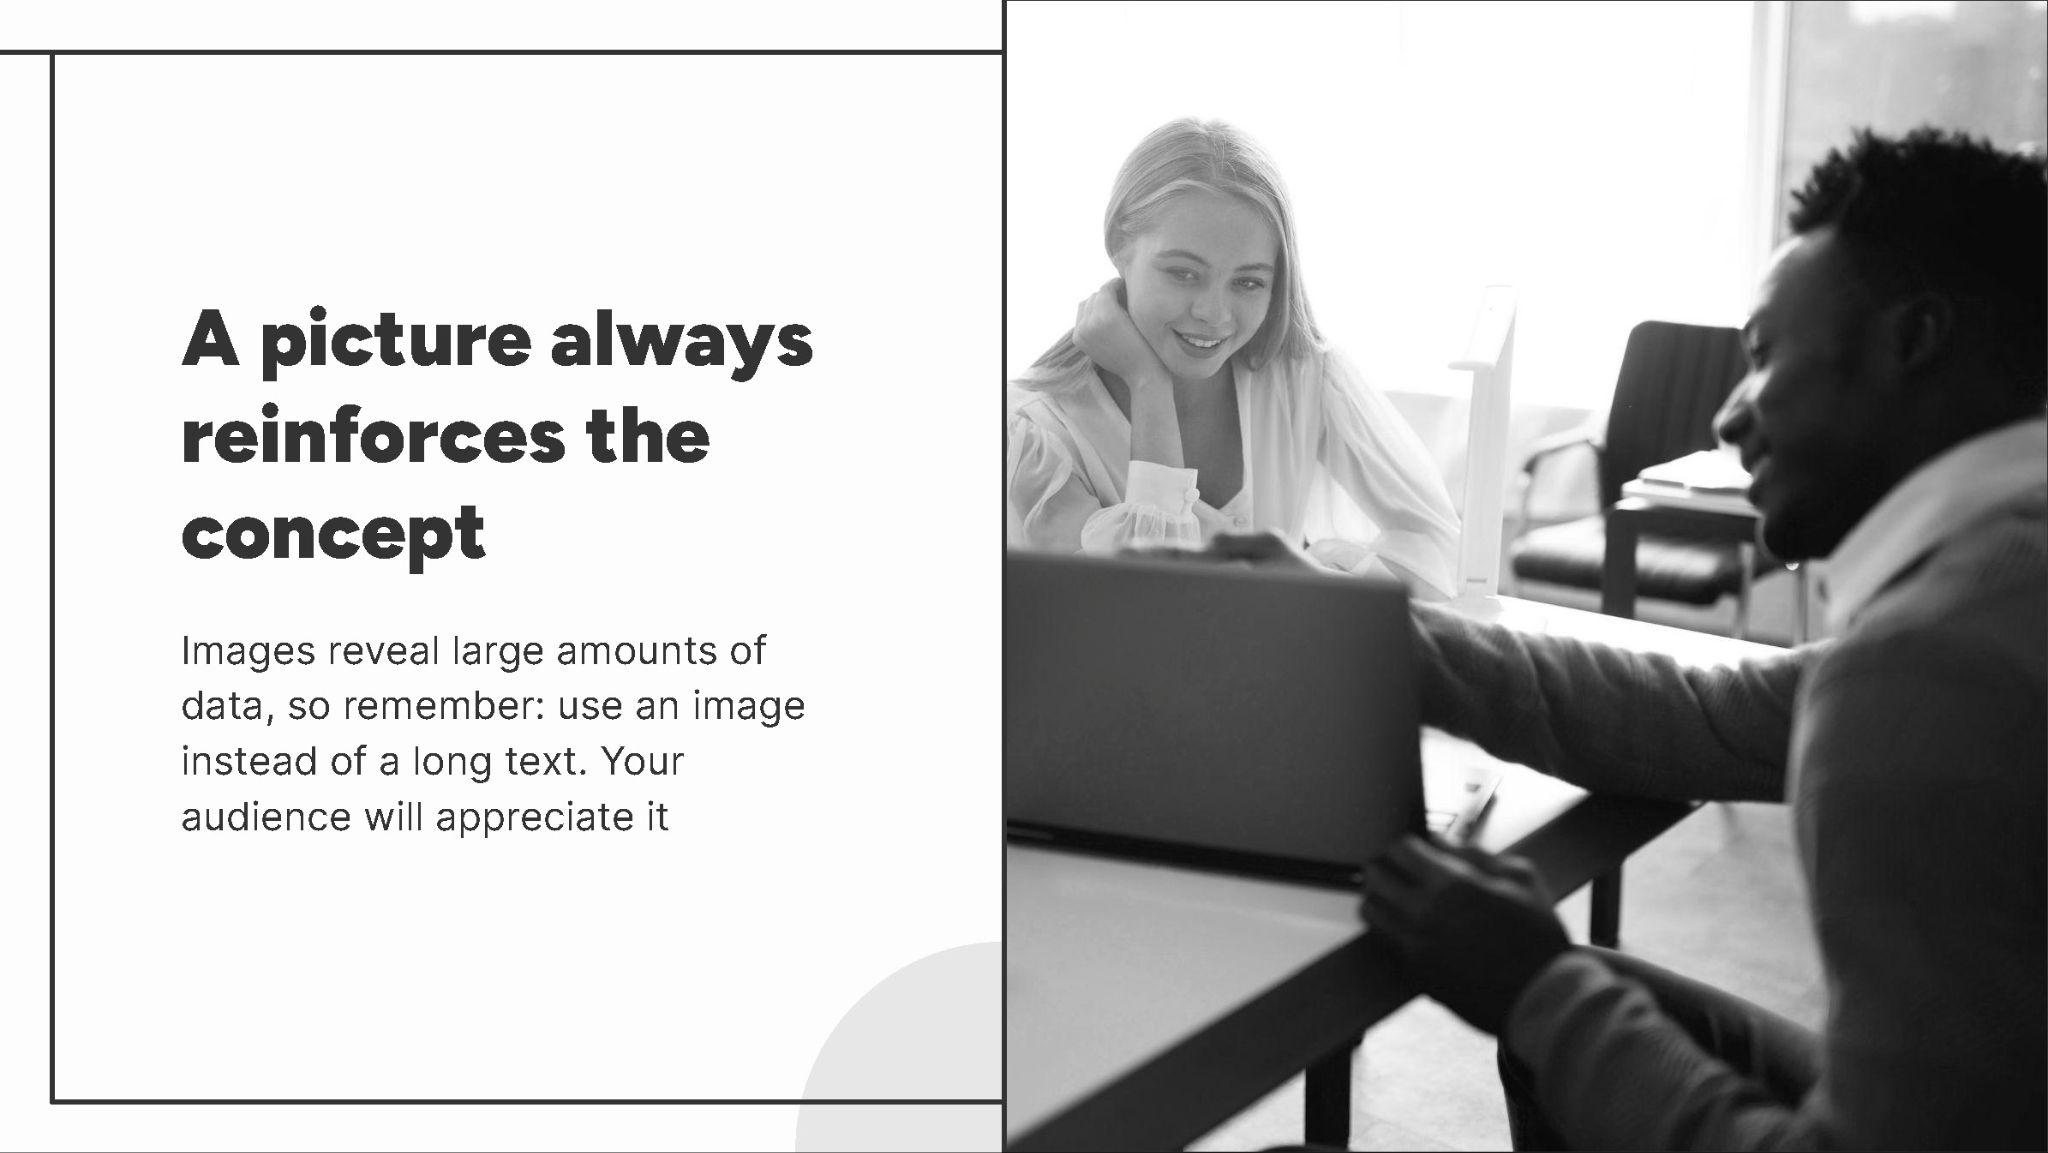 A picture always
reinforces the
concept
Images reveal large amounts of
data, so remember: use an image
instead of a long text. Your
audience will appreciate it